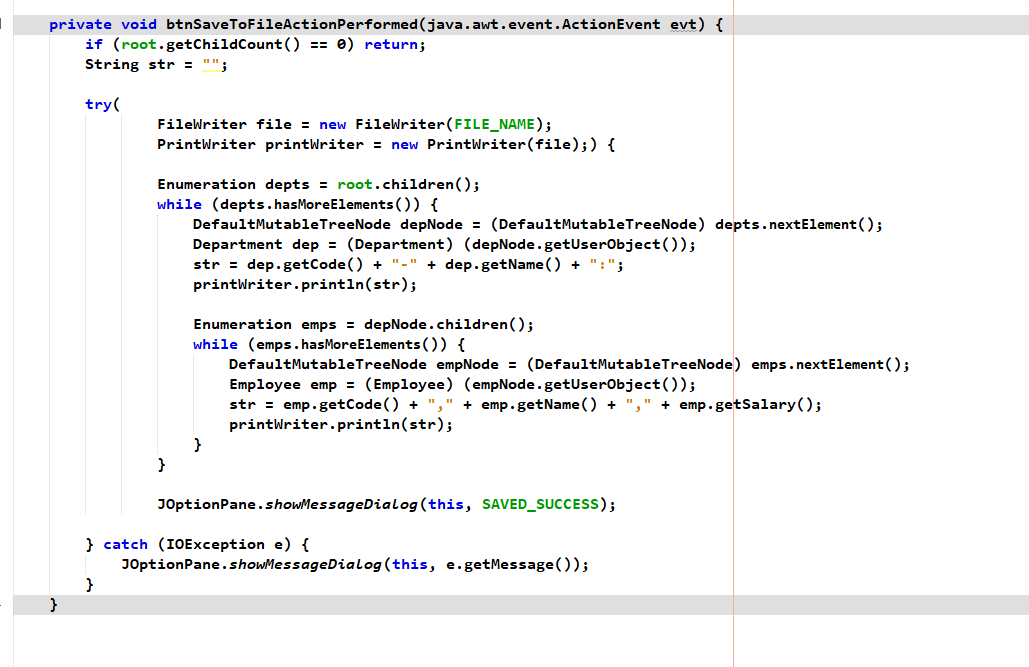 private void btnSaveToFileActionPerformed(java.awt.event.ActionEvent evt) {
    if (root.getChildCount() == 0) return;
    String str = "";

    try(
            FileWriter file = new FileWriter(FILE_NAME);
            PrintWriter printWriter = new PrintWriter(file);) {

            Enumeration depts = root.children();
            while (depts.hasMoreElements()) {
                DefaultMutableTreeNode depNode = (DefaultMutableTreeNode) depts.nextElement();
                Department dep = (Department) (depNode.getUserObject());
                str = dep.getCode() + "-" + dep.getName() + ":";
                printWriter.println(str);

                Enumeration emps = depNode.children();
                while (emps.hasMoreElements()) {
                    DefaultMutableTreeNode empNode = (DefaultMutableTreeNode) emps.nextElement();
                    Employee emp = (Employee) (empNode.getUserObject());
                    str = emp.getCode() + "," + emp.getName() + "," + emp.getSalary();
                    printWriter.println(str);
                }
            }

            JOptionPane.showMessageDialog(this, SAVED_SUCCESS);

    } catch (IOException e) {
        JOptionPane.showMessageDialog(this, e.getMessage());
    }
}